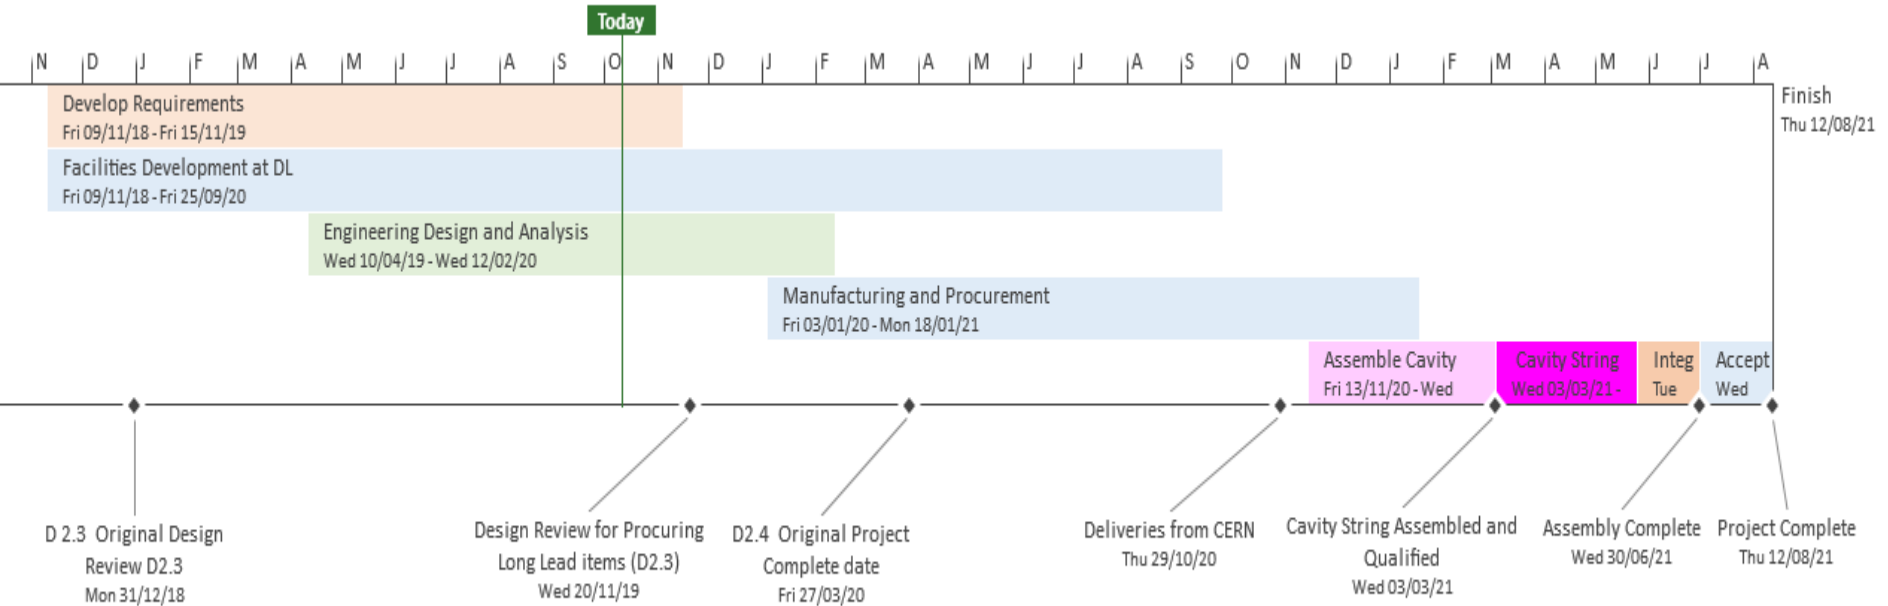 Today
N D J F M A M J J A S O N D J F M A M J J A S O N D J F M A M J J A
Finish
Thu 12/08/21
Develop Requirements
Fri 09/11/18 - Fri 15/11/19
Facilities Development at DL
Fri 09/11/18 - Fri 25/09/20
Engineering Design and Analysis
Wed 10/04/19 - Wed 12/02/20
Manufacturing and Procurement
Fri 03/01/20 - Mon 18/01/21
Assemble Cavity
Fri 13/11/20 - Wed
Cavity String
Wed 03/03/21 -
Integ
Tue
Accept
Wed
D 2.3 Original Design
Review D2.3
Mon 31/12/18
Design Review for Procuring
Long Lead items (D2.3)
Wed 20/11/19
D2.4 Original Project
Complete date
Fri 27/03/20
Deliveries from CERN
Thu 29/10/20
Cavity String Assembled and
Qualified
Wed 03/03/21
Assembly Complete
Wed 30/06/21
Project Complete
Thu 12/08/21